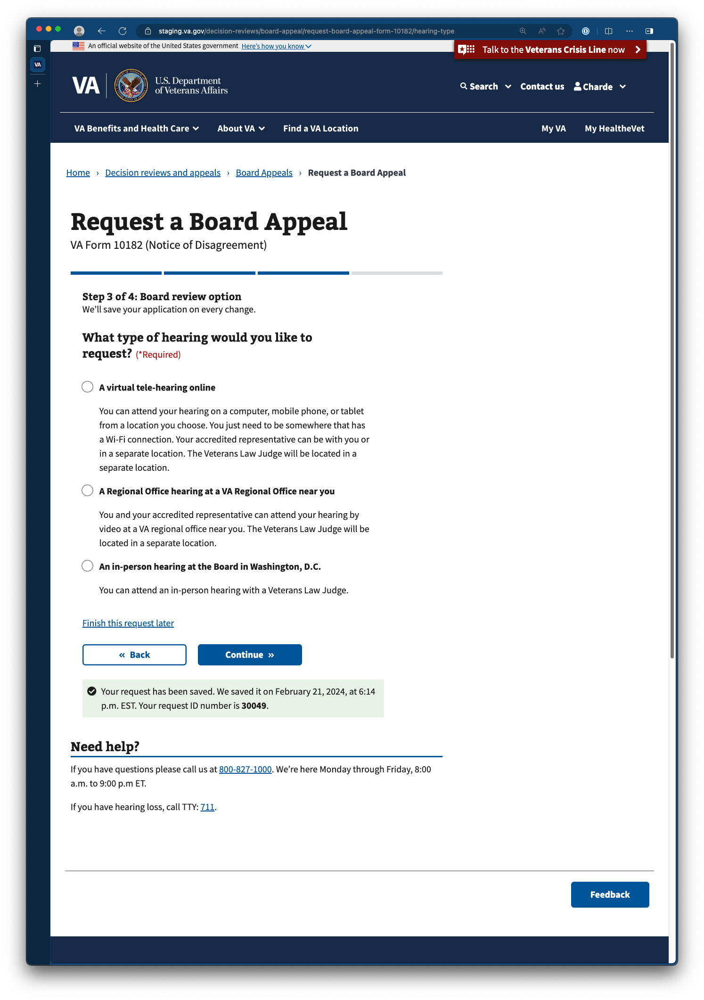 staging.va.gov/decision-reviews/board-appeal/request-board-appeal-form-10182/hearing-type
VA
An official website of the United States government Here’s how you know
Talk to the Veterans Crisis Line now
VA
U.S. Department
of Veterans Affairs
Search Contact us Charde
VA Benefits and Health Care About VA Find a VA Location My VA My HealtheVet
Home › Decision reviews and appeals › Board Appeals › Request a Board Appeal
Request a Board Appeal
VA Form 10182 (Notice of Disagreement)
Step 3 of 4: Board review option
We’ll save your application on every change.
What type of hearing would you like to
request? (*Required)
A virtual tele-hearing online
You can attend your hearing on a computer, mobile phone, or tablet
from a location you choose. You just need to be somewhere that has
a Wi-Fi connection. Your accredited representative can be with you or
in a separate location. The Veterans Law Judge will be located in a
separate location.
A Regional Office hearing at a VA Regional Office near you
You and your accredited representative can attend your hearing by
video at a VA regional office near you. The Veterans Law Judge will be
located in a separate location.
An in-person hearing at the Board in Washington, D.C.
You can attend an in-person hearing with a Veterans Law Judge.
Finish this request later
« Back
Continue »
Your request has been saved. We saved it on February 21, 2024, at 6:14
p.m. EST. Your request ID number is 30049.
Need help?
If you have questions please call us at 800-827-1000. We’re here Monday through Friday, 8:00
a.m. to 9:00 p.m ET.
If you have hearing loss, call TTY: 711.
Feedback